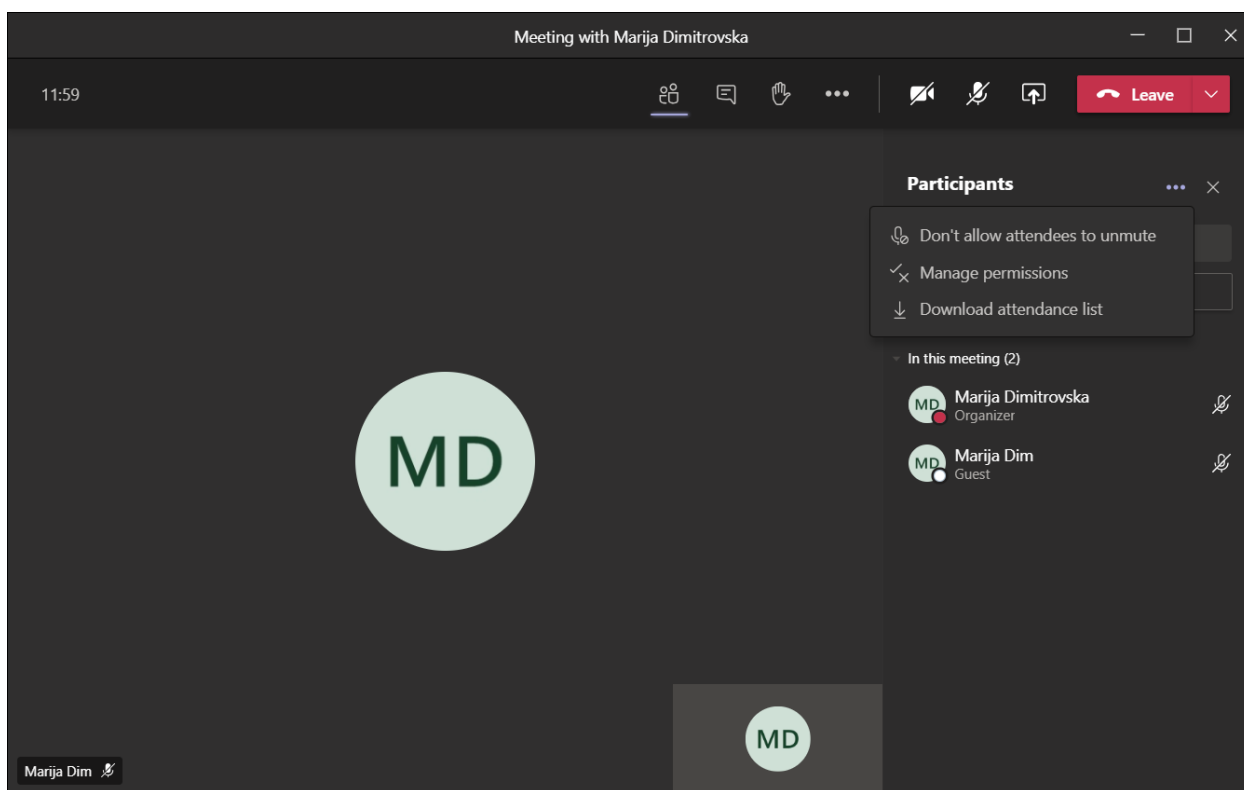 Meeting with Marija Dimitrovska
11:59
Leave
Participants
Don't allow attendees to unmute
Manage permissions
Download attendance list
In this meeting (2)
MD
Marija Dimitrovska
Organizer
MD
Marija Dim
Guest
MD
MD
Marija Dim